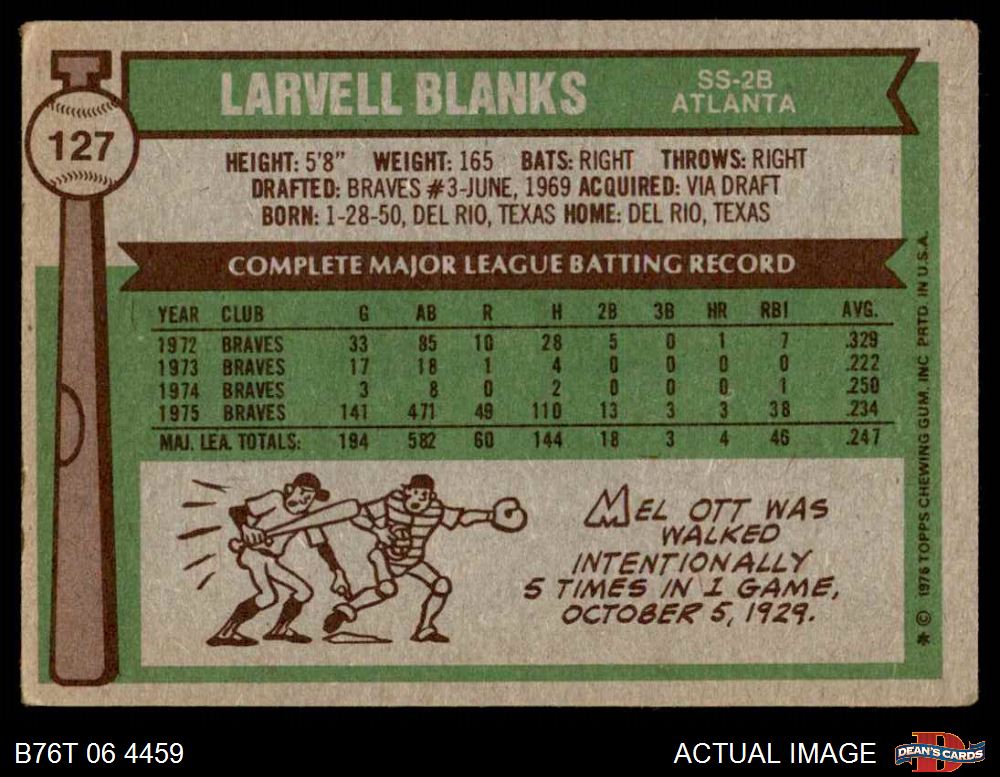 127
LARVELL BLANKS
SS-2B
ATLANTA
HEIGHT: 5'8" WEIGHT: 165 BATS: RIGHT THROWS: RIGHT
DRAFTED: BRAVES #3-JUNE, 1969 ACQUIRED: VIA DRAFT
BORN: 1-28-50, DEL RIO, TEXAS HOME: DEL RIO, TEXAS
COMPLETE MAJOR LEAGUE BATTING RECORD
YEAR CLUB G AB R H 2B 3B HR RBI AVG.
1972 BRAVES 33 85 10 28 5 0 1 7 .329
1973 BRAVES 17 18 1 4 0 0 0 0 .222
1974 BRAVES 3 8 0 2 0 0 0 1 .250
1975 BRAVES 141 471 49 110 13 3 3 38 .234
MAJ. LEA. TOTALS: 194 582 60 144 18 3 4 46 .247
MEL OTT WAS
WALKED
INTENTIONALLY
5 TIMES IN 1 GAME,
OCTOBER 5, 1929.
* © 1976 TOPPS CHEWING GUM, INC PRTD. IN U.S.A.
B76T 06 4459
ACTUAL IMAGE
D
DEAN'S CARDS